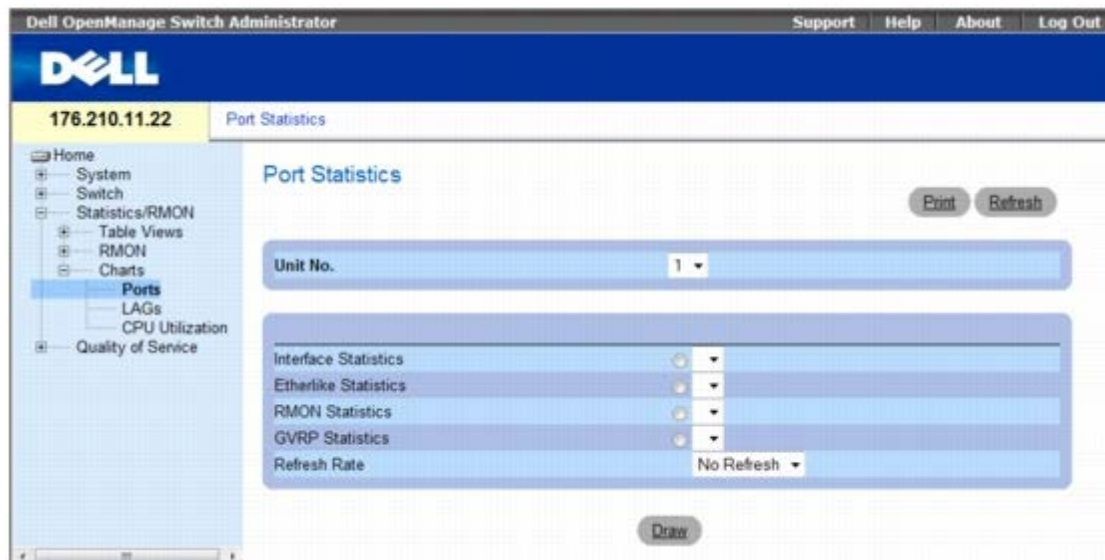 Dell OpenManage Switch Administrator Support Help About Log Out
DELL
176.210.11.22 Port Statistics
Home
System
Switch
Statistics/RMON
Table Views
RMON
Charts
Ports
LAGs
CPU Utilization
Quality of Service
Port Statistics
Print Refresh
Unit No. 1
Interface Statistics
Etherlike Statistics
RMON Statistics
GVRP Statistics
Refresh Rate No Refresh
Draw